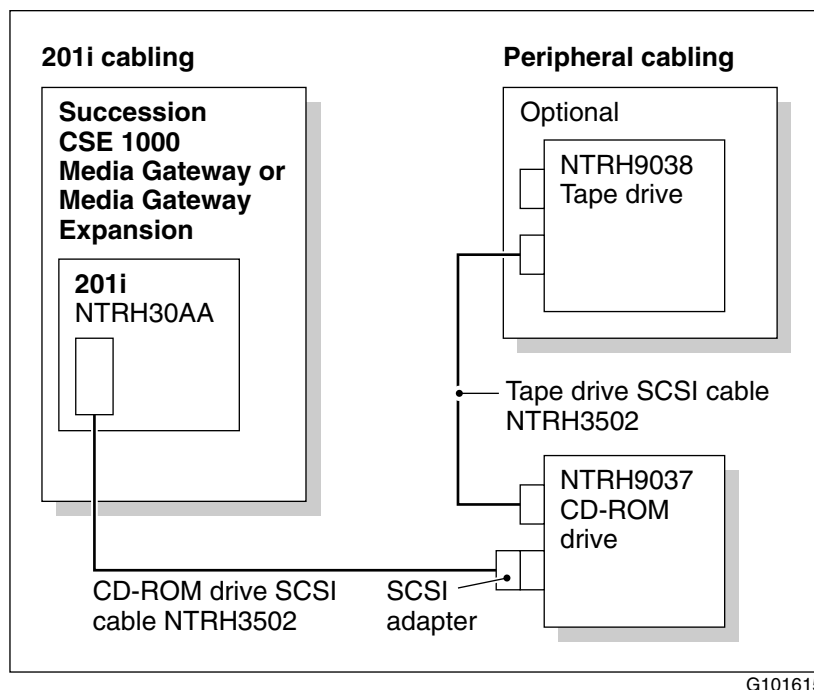 201i cabling
Succession
CSE 1000
Media Gateway or
Media Gateway
Expansion
201i
NTRH30AA
CD-ROM drive SCSI
cable NTRH3502
SCSI
adapter
Peripheral cabling
Optional
NTRH9038
Tape drive
Tape drive SCSI cable
NTRH3502
NTRH9037
CD-ROM
drive
G101615